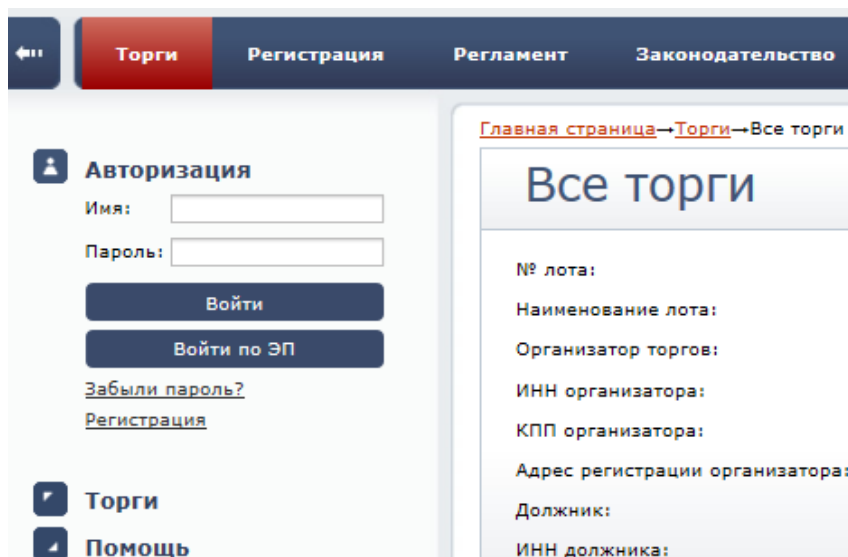 Торги Регистрация Регламент Законодательство
Главная страница→Торги→Все торги
Авторизация
Имя:
Пароль:
Войти
Войти по ЭП
Забыли пароль?
Регистрация
Торги
Помощь
Все торги
№ лота:
Наименование лота:
Организатор торгов:
ИНН организатора:
КПП организатора:
Адрес регистрации организатора:
Должник:
ИНН должника: